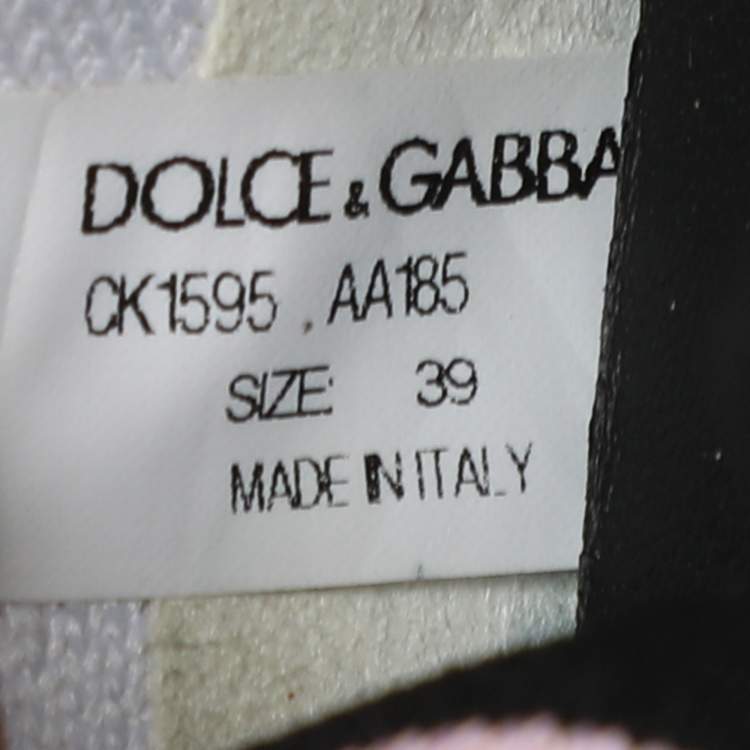 DOLCE & GABBA
CK1595 . AA185
SIZE: 39
MADE IN ITALY